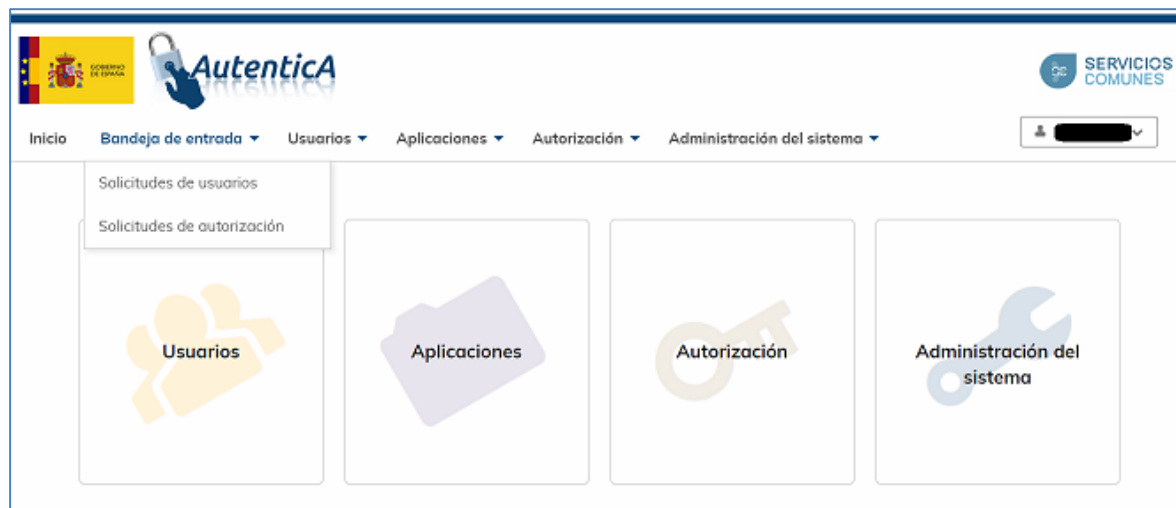 GOBIERNO
DE ESPAÑA
AutenticA
SERVICIOS
COMUNES
Inicio
Bandeja de entrada
Usuarios
Aplicaciones
Autorización
Administración del sistema
Solicitudes de usuarios
Solicitudes de autorización
Usuarios
Aplicaciones
Autorización
Administración del
sistema